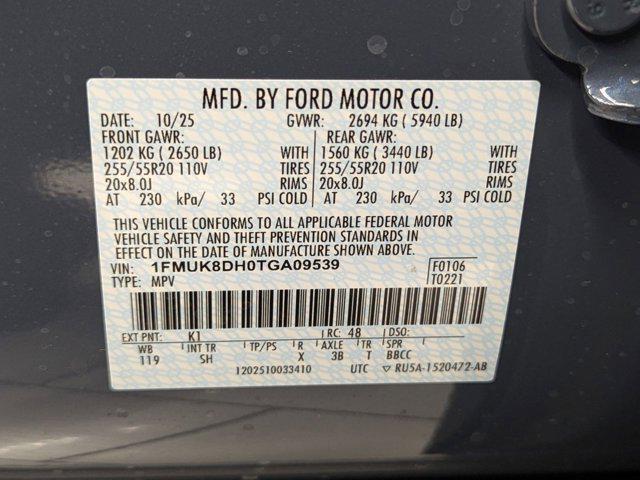 MFD. BY FORD MOTOR CO.
DATE: 10/25 GVWR: 2694 KG ( 5940 LB)
FRONT GAWR: REAR GAWR:
1202 KG ( 2650 LB) WITH 1560 KG ( 3440 LB) WITH
255/55R20 110V TIRES 255/55R20 110V TIRES
20x8.0J RIMS 20x8.0J RIMS
AT 230 kPa/ 33 PSI COLD AT 230 kPa/ 33 PSI COLD
THIS VEHICLE CONFORMS TO ALL APPLICABLE FEDERAL MOTOR
VEHICLE SAFETY AND THEFT PREVENTION STANDARDS IN
EFFECT ON THE DATE OF MANUFACTURE SHOWN ABOVE.
VIN: 1FMUK8DH0TGA09539 F0106
TYPE: MPV T0221
EXT PNT: K1 RC: 48 DSO:
WB INT TR TP/PS R AXLE TR SPR
119 SH X 3B T BBCC
1202510033410 UTC ▽ RU5A-1520472-AB